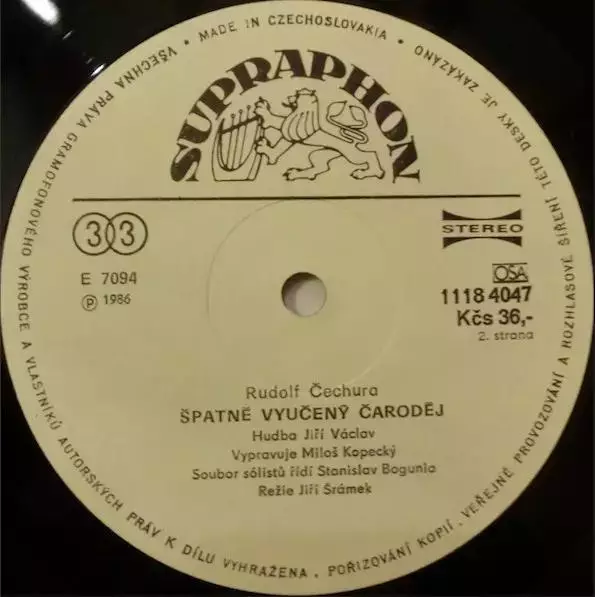 MADE IN CZECHOSLOVAKIA
SUPRAPHON
33
STEREO
E 7094
Ⓟ 1986
OSA
1118 4047
Kčs 36,-
2. strana
Rudolf Čechura
ŠPATNĚ VYUČENÝ ČARODĚJ
Hudba Jiří Václav
Vypravuje Miloš Kopecký
Soubor sólistů řídí Stanislav Bogunia
Režie Jiří Šrámek
VŠECHNA PRÁVA GRAMOFONOVÉHO VÝROBCE A VLASTNÍKŮ AUTORSKÝCH PRÁV K DÍLU VYHRAŽENA. POŘIZOVÁNÍ KOPIÍ, VEŘEJNÉ PROVOZOVÁNÍ A ROZHLASOVÉ ŠÍŘENÍ TÉTO DESKY JE ZAKÁZÁNO